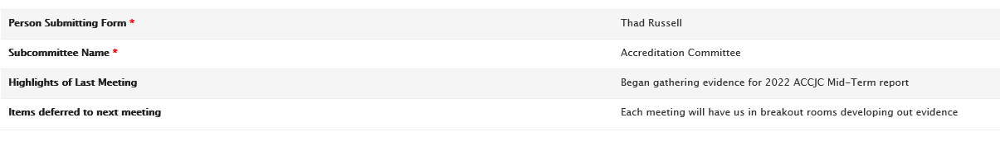 Person Submitting Form * Thad Russell
Subcommittee Name * Accreditation Committee
Highlights of Last Meeting Began gathering evidence for 2022 ACCJC Mid-Term report
Items deferred to next meeting Each meeting will have us in breakout rooms developing out evidence